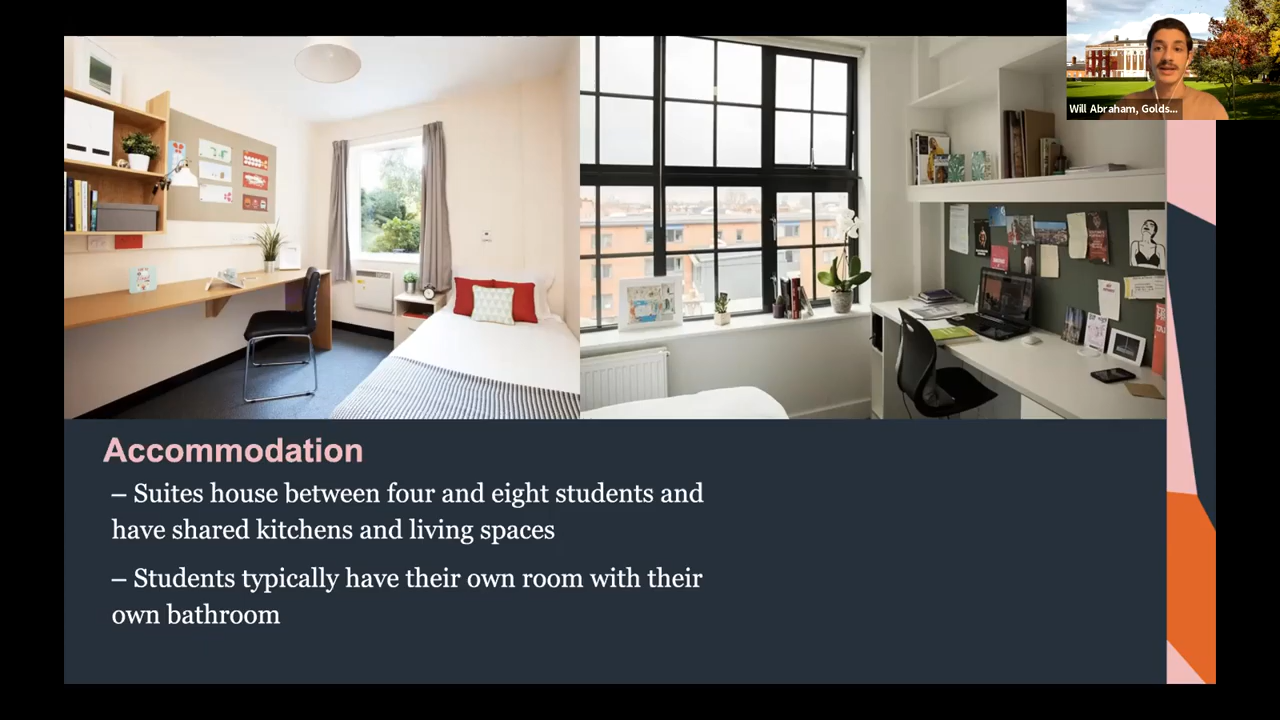 Will Abraham, Golds...
Accommodation
– Suites house between four and eight students and
have shared kitchens and living spaces
– Students typically have their own room with their
own bathroom